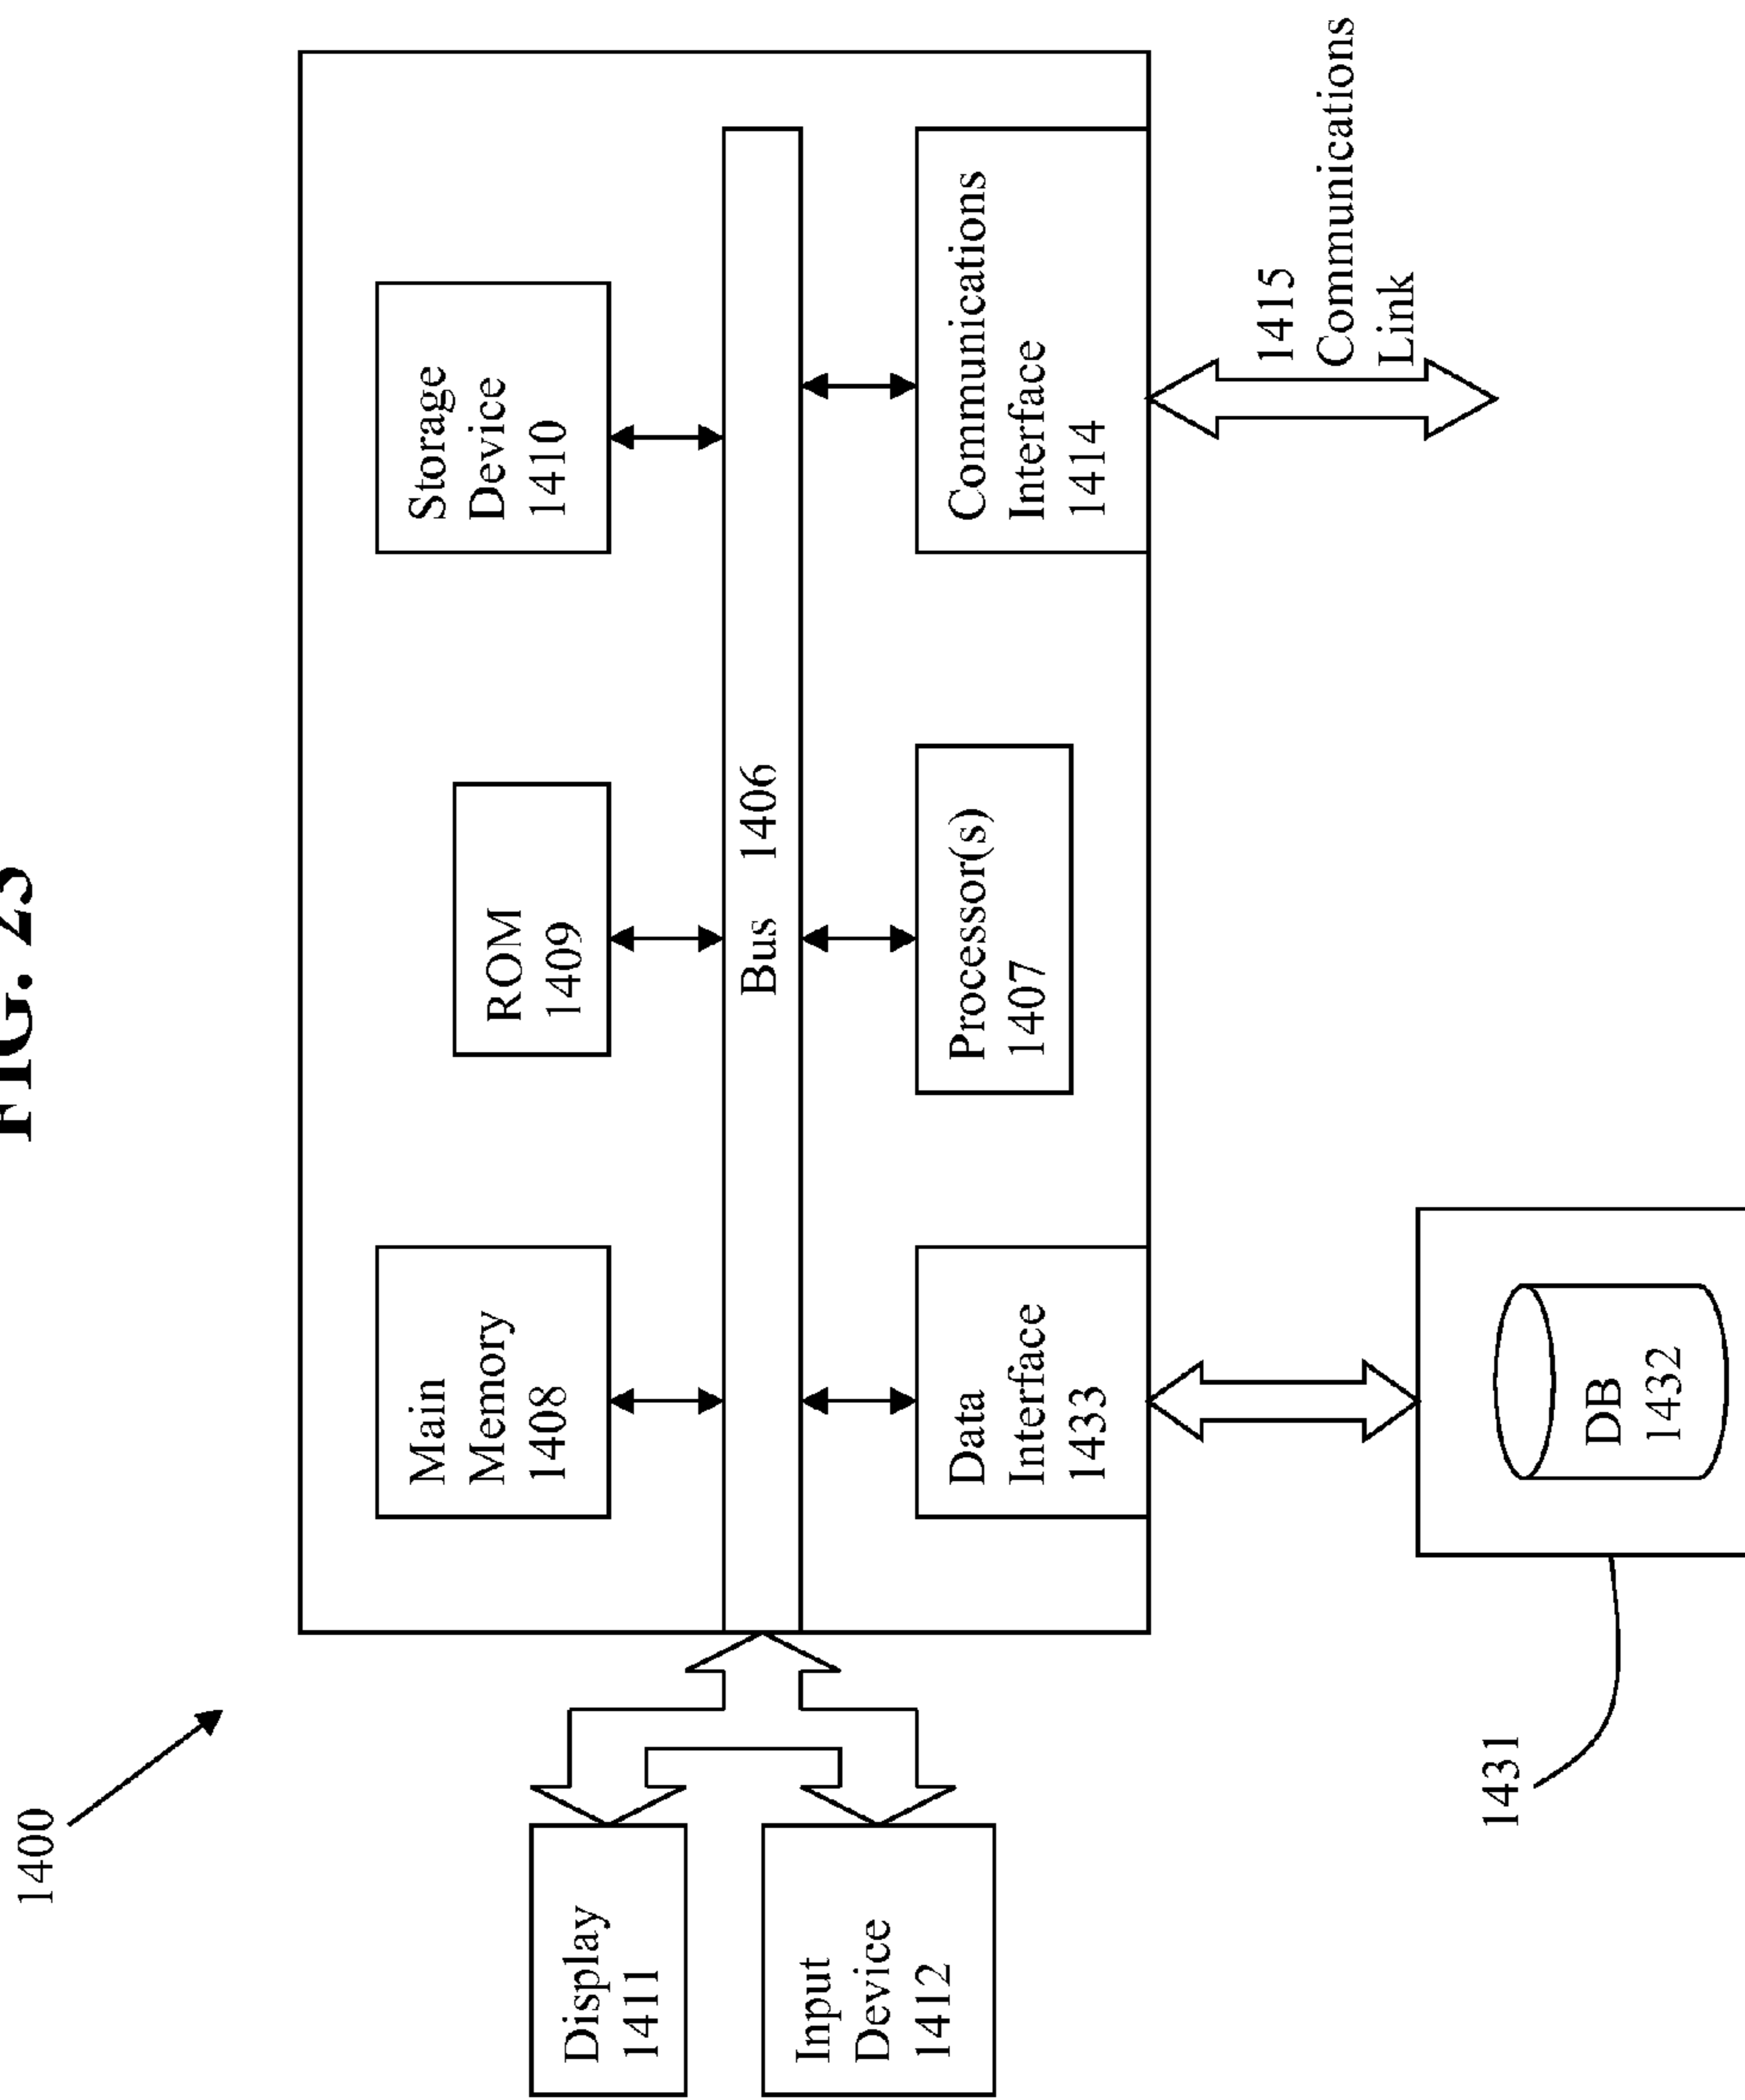 FIG. 23
1400
Main
Memory
1408
ROM
1409
Storage
Device
1410
Bus 1406
Display
1411
Input
Device
1412
Data
Interface
1433
Processor(s)
1407
Communications
Interface
1414
1415
Communications
Link
1431
DB
1432